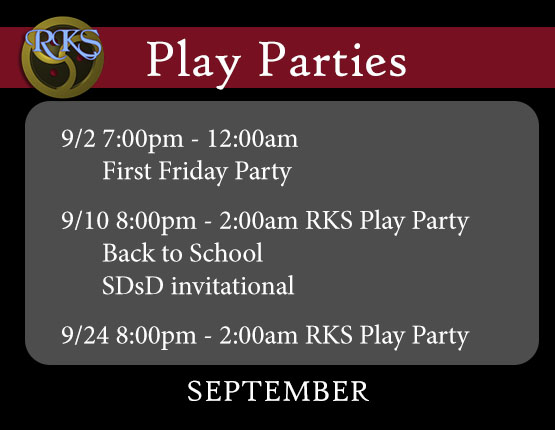 RKS
Play Parties
9/2 7:00pm - 12:00am
First Friday Party
9/10 8:00pm - 2:00am RKS Play Party
Back to School
SDsD invitational
9/24 8:00pm - 2:00am RKS Play Party
SEPTEMBER